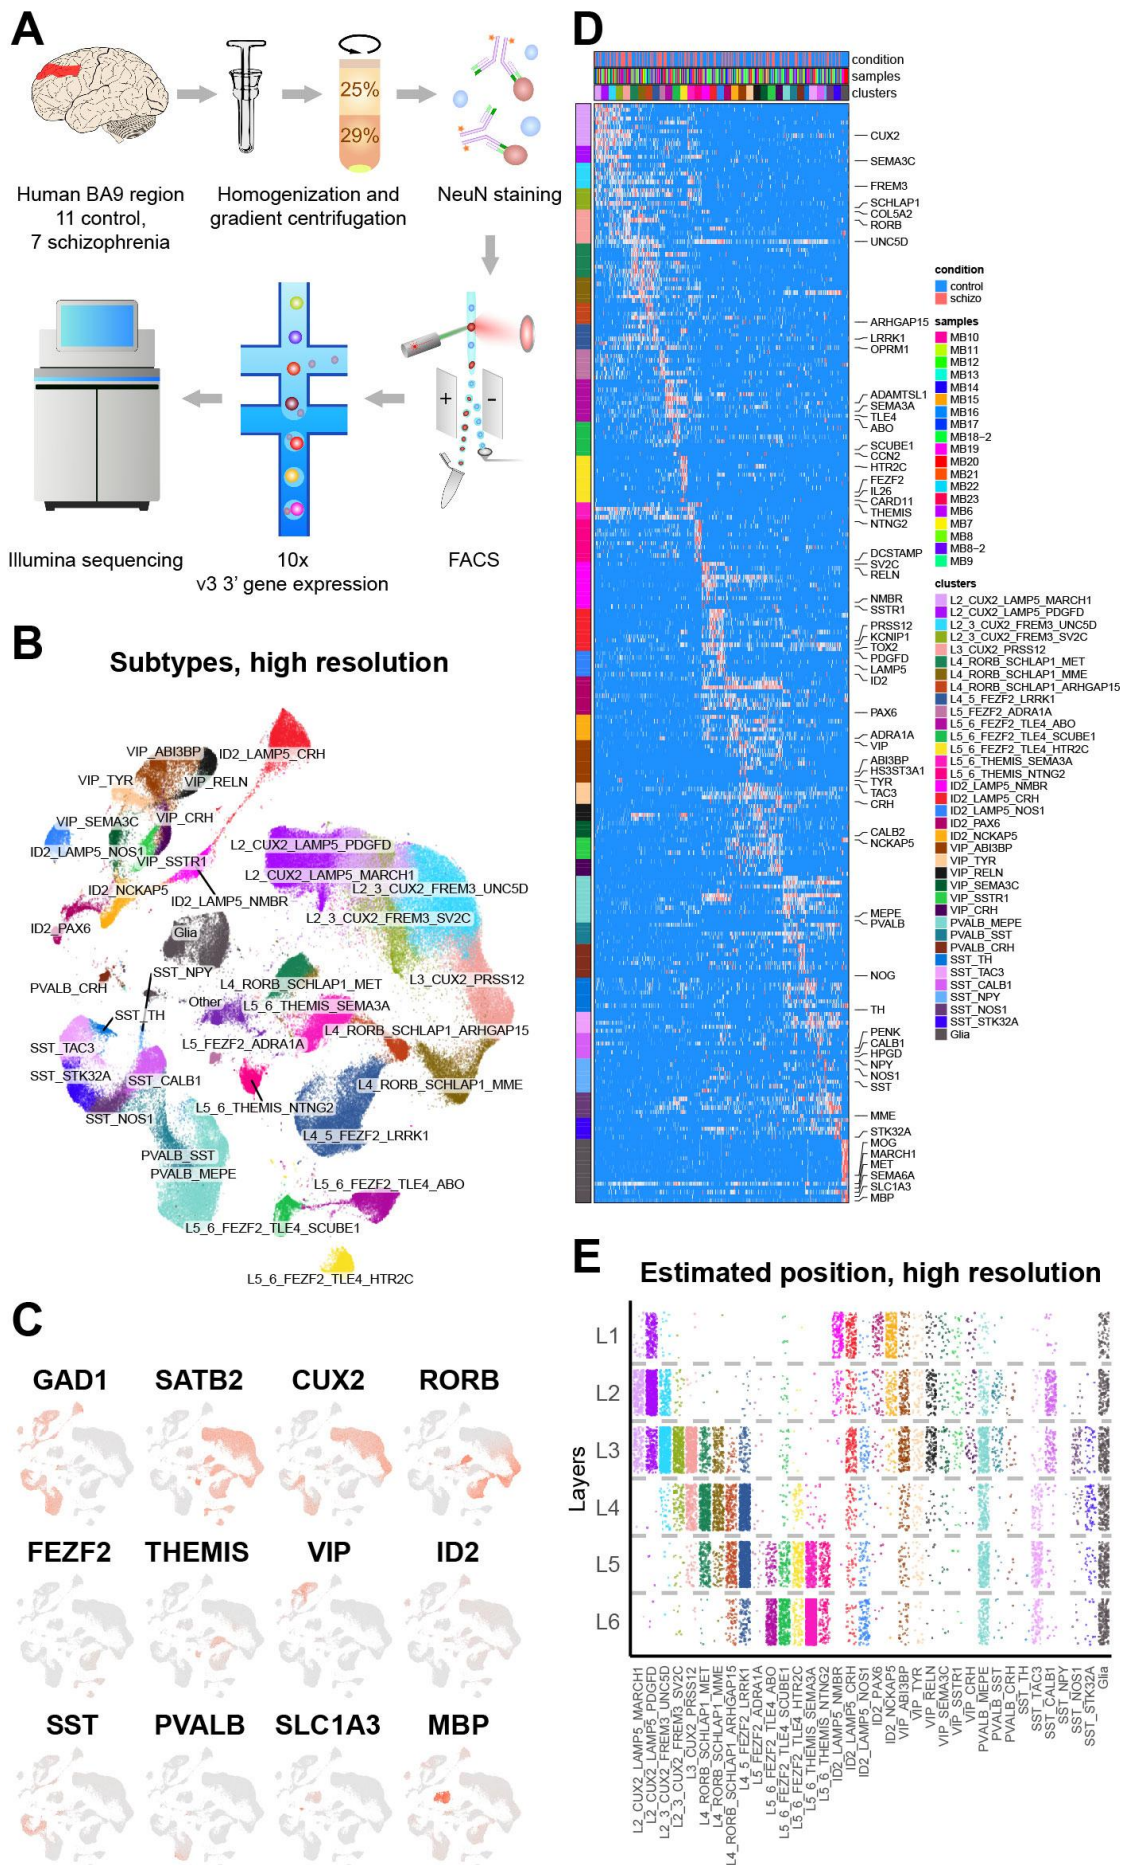 A
25%
29%
Human BA9 region
11 control,
7 schizophrenia
Homogenization and
gradient centrifugation
NeuN staining
+
-
Illumina sequencing
10x
v3 3’ gene expression
FACS
B
Subtypes, high resolution
VIP_ABI3BP
ID2_LAMP5_CRH
VIP_TYR
VIP_RELN
VIP_SEMA3C
VIP_CRH
L2_CUX2_LAMP5_PDGFD
ID2_LAMP5_NOS1
VIP_SSTR1
L2_CUX2_LAMP5_MARCH1
ID2_NCKAP5
L2_3_CUX2_FREM3_UNC5D
ID2_LAMP5_NMBR
L2_3_CUX2_FREM3_SV2C
ID2_PAX6
Glia
SST_NPY
L3_CUX2_PRSS12
PVALB_CRH
L4_RORB_SCHLAP1_MET
Other
L5_6_THEMIS_SEMA3A
SST_TH
L4_RORB_SCHLAP1_ARHGAP15
SST_TAC3
L5_FEZF2_ADRA1A
SST_STK32A
SST_CALB1
L4_RORB_SCHLAP1_MME
L5_6_THEMIS_NTNG2
SST_NOS1
L4_5_FEZF2_LRRK1
PVALB_SST
PVALB_MEPE
L5_6_FEZF2_TLE4_ABO
L5_6_FEZF2_TLE4_SCUBE1
L5_6_FEZF2_TLE4_HTR2C
C
GAD1
SATB2
CUX2
RORB
FEZF2
THEMIS
VIP
ID2
SST
PVALB
SLC1A3
MBP
D
condition
samples
clusters
CUX2
SEMA3C
FREM3
SCHLAP1
COL5A2
RORB
UNC5D
ARHGAP15
LRRK1
OPRM1
ADAMTSL1
SEMA3A
TLE4
ABO
SCUBE1
CCN2
HTR2C
FEZF2
IL26
CARD11
THEMIS
NTNG2
DCSTAMP
SV2C
RELN
NMBR
SSTR1
PRSS12
KCNIP1
TOX2
PDGFD
LAMP5
ID2
PAX6
ADRA1A
VIP
ABI3BP
HS3ST3A1
TYR
TAC3
CRH
CALB2
NCKAP5
MEPE
PVALB
NOG
TH
PENK
CALB1
HPGD
NPY
NOS1
SST
MME
STK32A
MOG
MARCH1
MET
SEMA6A
SLC1A3
MBP
condition
control
schizo
samples
MB10
MB11
MB12
MB13
MB14
MB15
MB16
MB17
MB18-2
MB19
MB20
MB21
MB22
MB23
MB6
MB7
MB8
MB8-2
MB9
clusters
L2_CUX2_LAMP5_MARCH1
L2_CUX2_LAMP5_PDGFD
L2_3_CUX2_FREM3_UNC5D
L2_3_CUX2_FREM3_SV2C
L3_CUX2_PRSS12
L4_RORB_SCHLAP1_MET
L4_RORB_SCHLAP1_MME
L4_RORB_SCHLAP1_ARHGAP15
L4_5_FEZF2_LRRK1
L5_FEZF2_ADRA1A
L5_6_FEZF2_TLE4_ABO
L5_6_FEZF2_TLE4_SCUBE1
L5_6_FEZF2_TLE4_HTR2C
L5_6_THEMIS_SEMA3A
L5_6_THEMIS_NTNG2
ID2_LAMP5_NMBR
ID2_LAMP5_CRH
ID2_LAMP5_NOS1
ID2_PAX6
ID2_NCKAP5
VIP_ABI3BP
VIP_TYR
VIP_RELN
VIP_SEMA3C
VIP_SSTR1
VIP_CRH
PVALB_MEPE
PVALB_SST
PVALB_CRH
SST_TH
SST_TAC3
SST_CALB1
SST_NPY
SST_NOS1
SST_STK32A
Glia
E
Estimated position, high resolution
Layers
L1
L2
L3
L4
L5
L6
L2_CUX2_LAMP5_MARCH1
L2_CUX2_LAMP5_PDGFD
L2_3_CUX2_FREM3_UNC5D
L2_3_CUX2_FREM3_SV2C
L3_CUX2_PRSS12
L4_RORB_SCHLAP1_MET
L4_RORB_SCHLAP1_MME
L4_RORB_SCHLAP1_ARHGAP15
L4_5_FEZF2_LRRK1
L5_FEZF2_ADRA1A
L5_6_FEZF2_TLE4_ABO
L5_6_FEZF2_TLE4_SCUBE1
L5_6_FEZF2_TLE4_HTR2C
L5_6_THEMIS_SEMA3A
L5_6_THEMIS_NTNG2
ID2_LAMP5_NMBR
ID2_LAMP5_CRH
ID2_LAMP5_NOS1
ID2_PAX6
ID2_NCKAP5
VIP_ABI3BP
VIP_TYR
VIP_RELN
VIP_SEMA3C
VIP_SSTR1
VIP_CRH
PVALB_MEPE
PVALB_SST
PVALB_CRH
SST_TH
SST_TAC3
SST_CALB1
SST_NPY
SST_NOS1
SST_STK32A
Glia